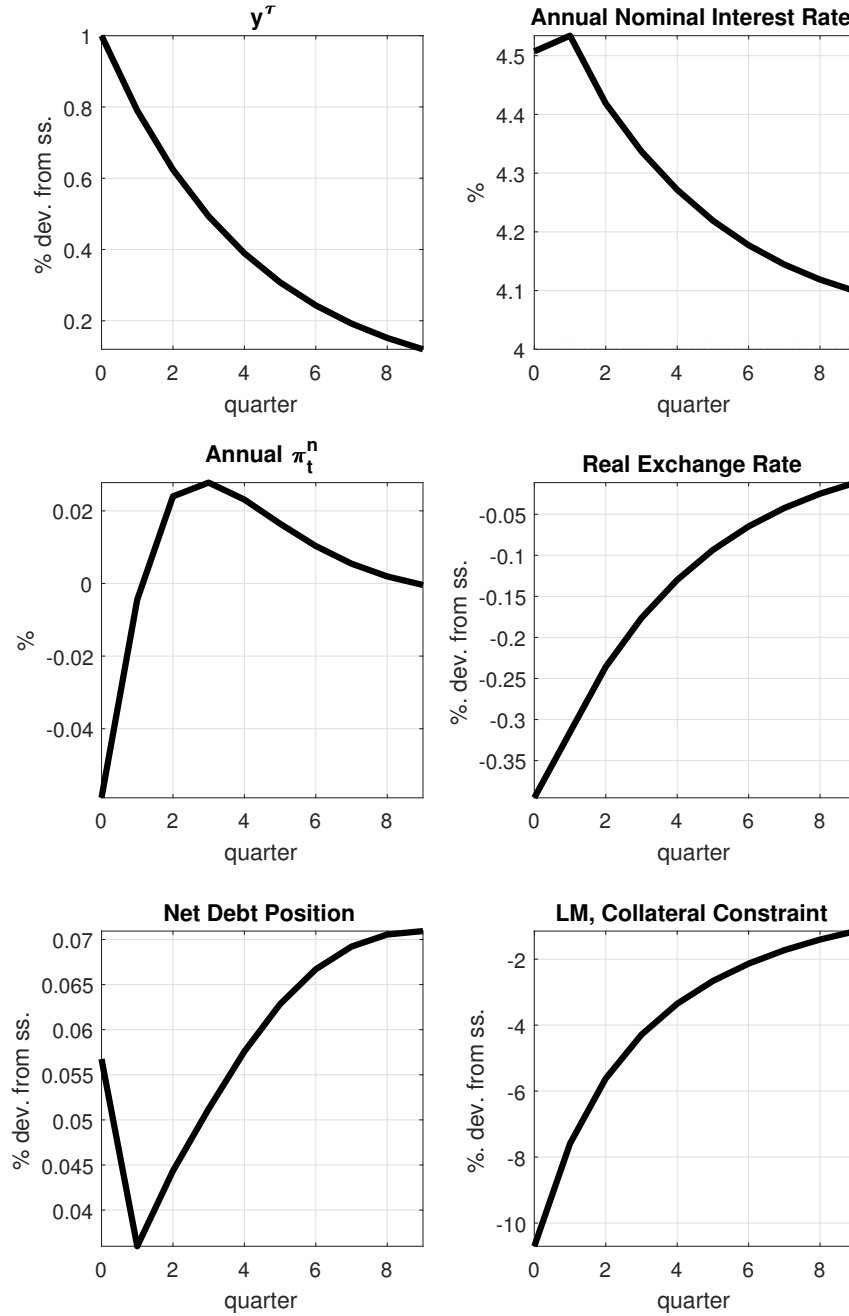 y^τ
% dev. from ss.
1
0.8
0.6
0.4
0.2
0 2 4 6 8
quarter
Annual Nominal Interest Rate
%
4.5
4.4
4.3
4.2
4.1
4
0 2 4 6 8
quarter
Annual π_t^n
%
0.02
0
-0.02
-0.04
0 2 4 6 8
quarter
Real Exchange Rate
%. dev. from ss.
-0.05
-0.1
-0.15
-0.2
-0.25
-0.3
-0.35
0 2 4 6 8
quarter
Net Debt Position
% dev. from ss.
0.07
0.065
0.06
0.055
0.05
0.045
0.04
0 2 4 6 8
quarter
LM, Collateral Constraint
%. dev. from ss.
-2
-4
-6
-8
-10
0 2 4 6 8
quarter